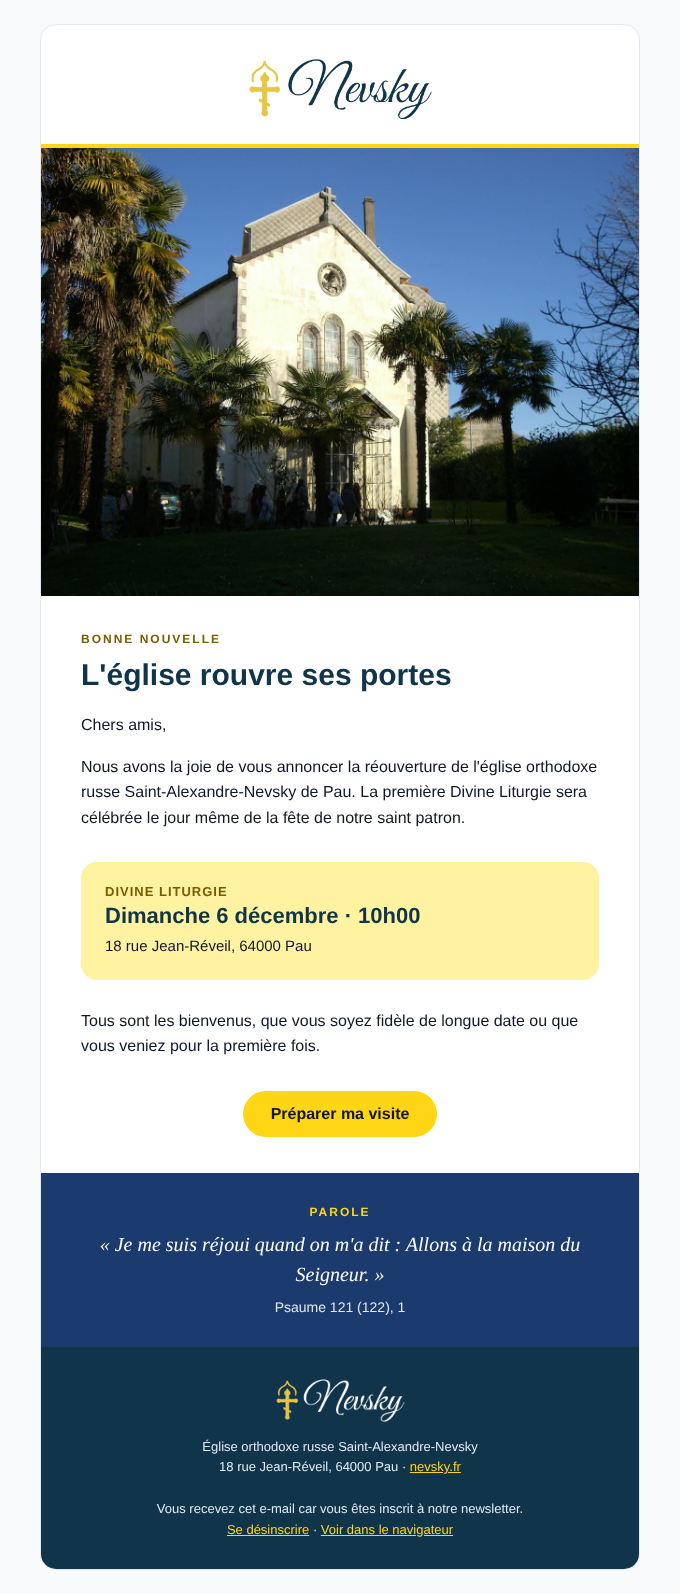 Nevsky
BONNE NOUVELLE
L'église rouvre ses portes
Chers amis,
Nous avons la joie de vous annoncer la réouverture de l'église orthodoxe
russe Saint-Alexandre-Nevsky de Pau. La première Divine Liturgie sera
célébrée le jour même de la fête de notre saint patron.
DIVINE LITURGIE
Dimanche 6 décembre · 10h00
18 rue Jean-Réveil, 64000 Pau
Tous sont les bienvenus, que vous soyez fidèle de longue date ou que
vous veniez pour la première fois.
Préparer ma visite
PAROLE
« Je me suis réjoui quand on m'a dit : Allons à la maison du
Seigneur. »
Psaume 121 (122), 1
Nevsky
Église orthodoxe russe Saint-Alexandre-Nevsky
18 rue Jean-Réveil, 64000 Pau · nevsky.fr
Vous recevez cet e-mail car vous êtes inscrit à notre newsletter.
Se désinscrire · Voir dans le navigateur